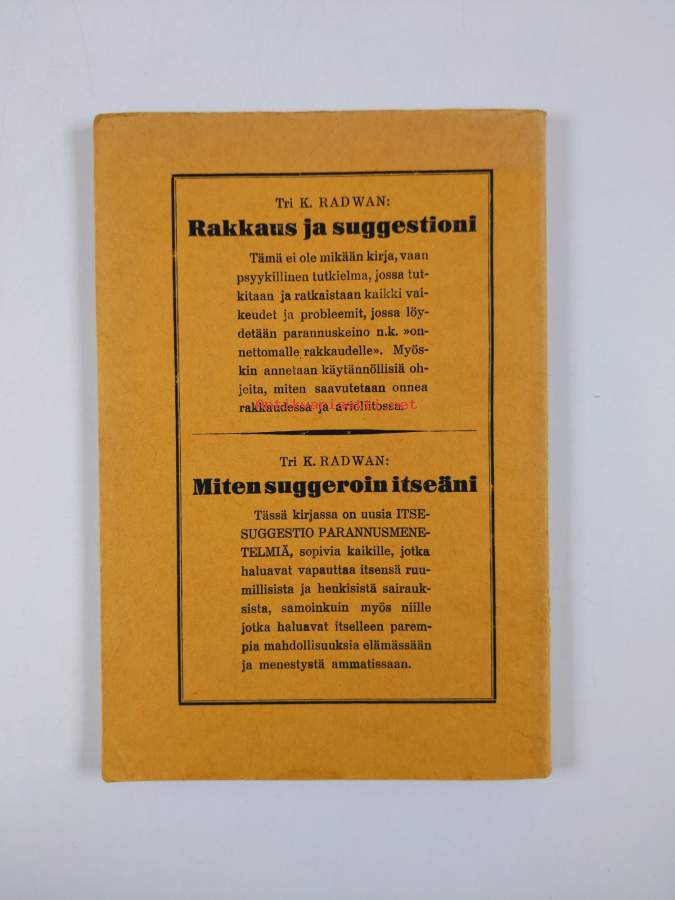 Tri K. RADWAN:
Rakkaus ja suggestioni
Tämä ei ole mikään kirja, vaan
psyykillinen tutkielma, jossa tut-
kitaan ja ratkaistaan kaikki vai-
keudet ja probleemit, jossa löy-
detään parannuskeino n.k. »on-
nettomalle rakkaudelle». Myös-
kin annetaan käytännöllisiä oh-
jeita, miten saavutetaan onnea
rakkaudessa ja avioliitossa.
Antikvariaatti.net
Tri K. RADWAN:
Miten suggeroin itseäni
Tässä kirjassa on uusia ITSE-
SUGGESTIO PARANNUSMENE-
TELMIÄ, sopivia kaikille, jotka
haluavat vapauttaa itsensä ruu-
millisista ja henkisistä sairauk-
sista, samoinkuin myös niille
jotka haluavat itselleen parem-
pia mahdollisuuksia elämässään
ja menestystä ammatissaan.